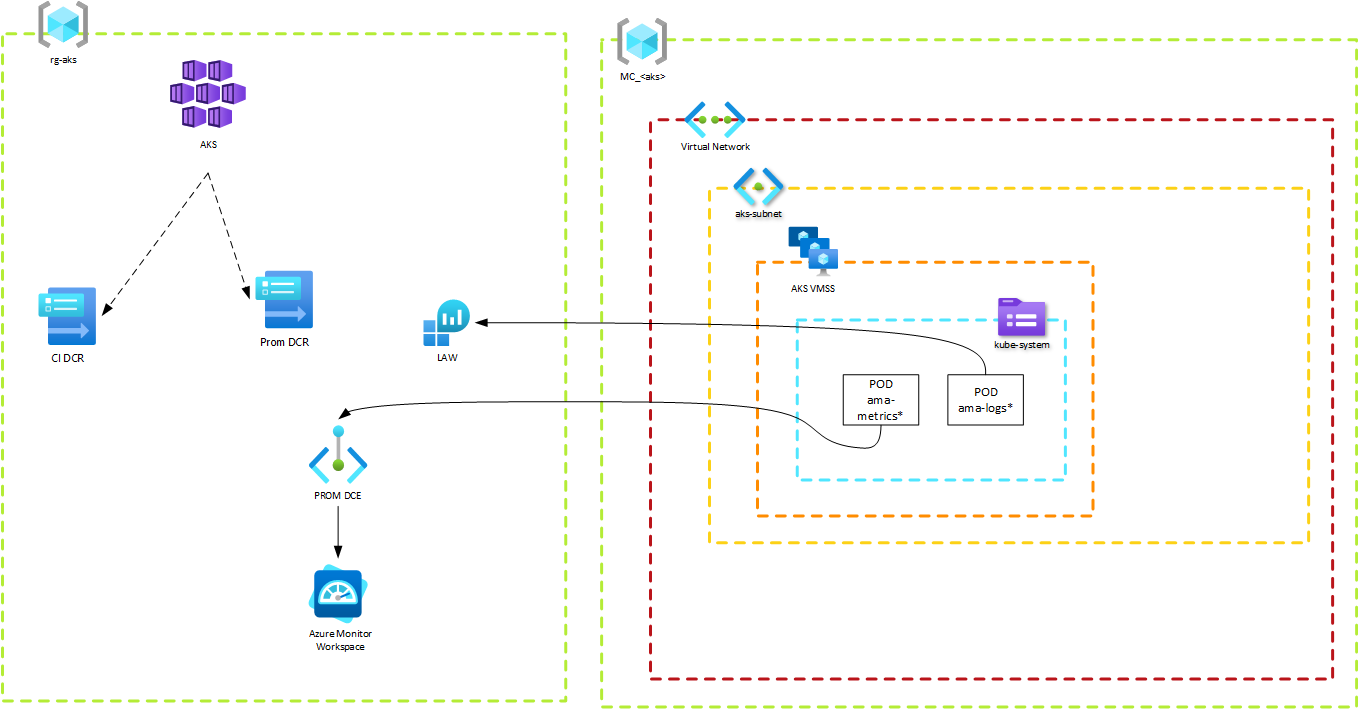 rg-aks
AKS
CI DCR
Prom DCR
LAW
PROM DCE
Azure Monitor
Workspace
MC_<aks>
Virtual Network
aks-subnet
AKS VMSS
kube-system
POD
ama-
metrics*
POD
ama-logs*